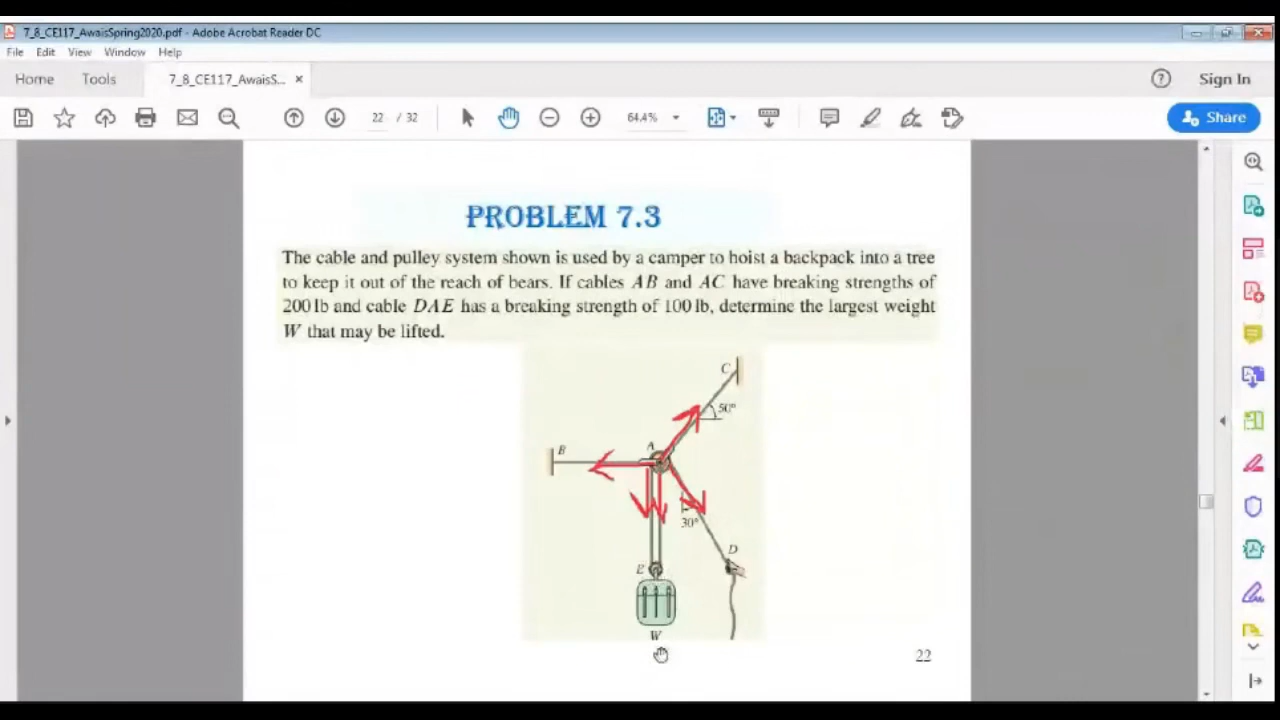 7_8_CE117_AwaisSpring2020.pdf - Adobe Acrobat Reader DC
File Edit View Window Help
Home Tools 7_8_CE117_AwaisS... × Sign In
22 / 32 64.4% Share
PROBLEM 7.3
The cable and pulley system shown is used by a camper to hoist a backpack into a tree
to keep it out of the reach of bears. If cables AB and AC have breaking strengths of
200 lb and cable DAE has a breaking strength of 100 lb, determine the largest weight
W that may be lifted.
C
50°
B
A
30°
D
E
W
22